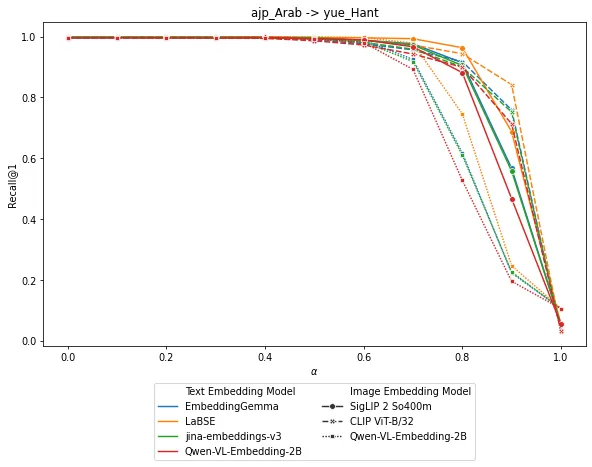 ajp_Arab -> yue_Hant
1.0
0.8
0.6
0.4
0.2
0.0
Recall@1
0.0 0.2 0.4 0.6 0.8 1.0
α
Text Embedding Model Image Embedding Model
EmbeddingGemma SigLIP 2 So400m
LaBSE CLIP ViT-B/32
jina-embeddings-v3 Qwen-VL-Embedding-2B
Qwen-VL-Embedding-2B